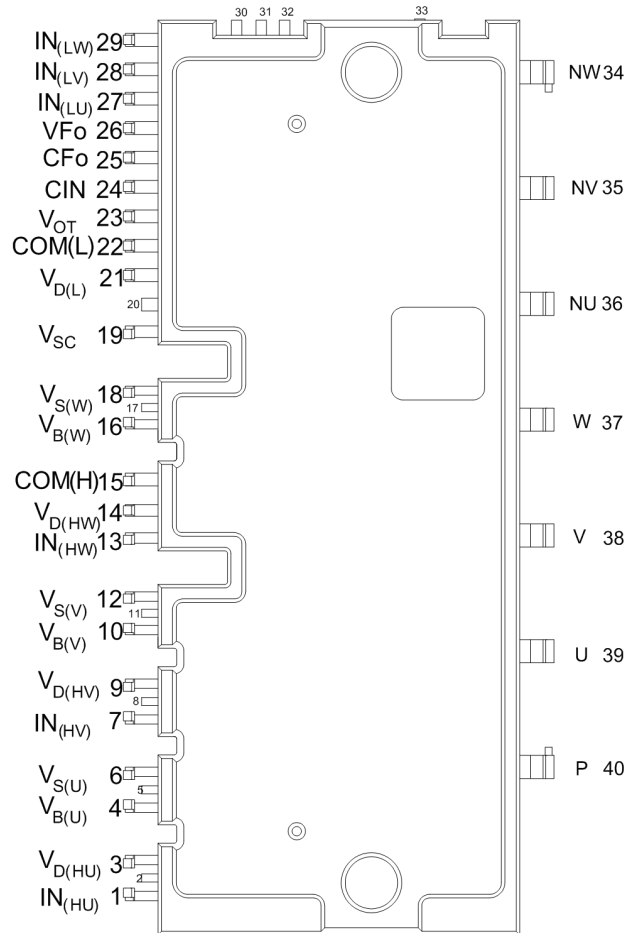 30 31 32 33
IN(LW) 29
IN(LV) 28
IN(LU) 27
VFo 26
CFo 25
CIN 24
VOT 23
COM(L) 22
VD(L) 21
20
VSC 19
VS(W) 18
17
VB(W) 16
COM(H) 15
VD(HW) 14
IN(HW) 13
VS(V) 12
11
VB(V) 10
VD(HV) 9
8
IN(HV) 7
VS(U) 6
5
VB(U) 4
VD(HU) 3
2
IN(HU) 1
NW 34
NV 35
NU 36
W 37
V 38
U 39
P 40